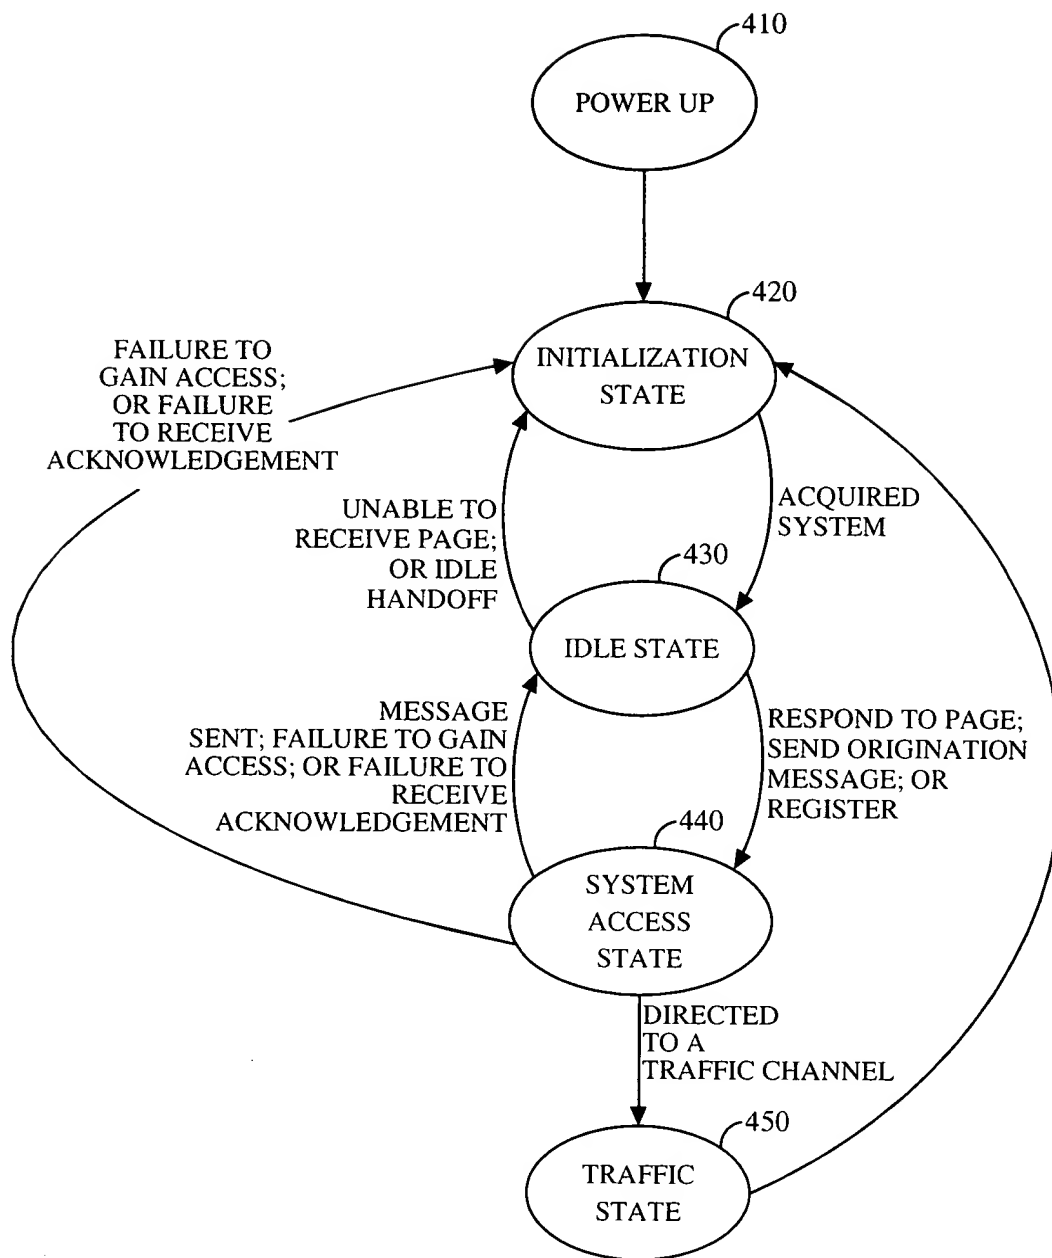 410
POWER UP
420
INITIALIZATION
STATE
FAILURE TO
GAIN ACCESS;
OR FAILURE
TO RECEIVE
ACKNOWLEDGEMENT
UNABLE TO
RECEIVE PAGE;
OR IDLE
HANDOFF
ACQUIRED
SYSTEM
430
IDLE STATE
MESSAGE
SENT; FAILURE TO GAIN
ACCESS; OR FAILURE TO
RECEIVE
ACKNOWLEDGEMENT
RESPOND TO PAGE;
SEND ORIGINATION
MESSAGE; OR
REGISTER
440
SYSTEM
ACCESS
STATE
DIRECTED
TO A
TRAFFIC CHANNEL
450
TRAFFIC
STATE